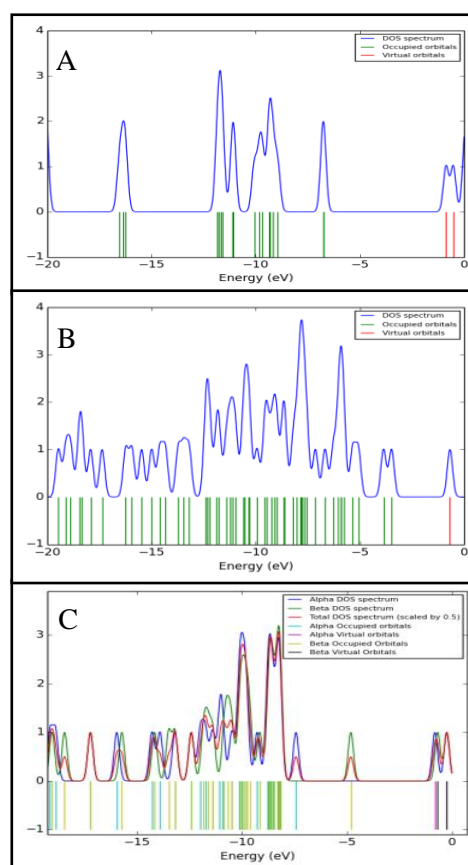 4
A
DOS spectrum
Occupied orbitals
Virtual orbitals
3
2
1
0
−1
−20 −15 −10 −5 0
Energy (eV)
4
B
DOS spectrum
Occupied orbitals
Virtual orbitals
3
2
1
0
−1
−20 −15 −10 −5 0
Energy (eV)
C
Alpha DOS spectrum
Beta DOS spectrum
Total DOS spectrum (scaled by 0.5)
Alpha Occupied orbitals
Alpha Virtual orbitals
Beta Occupied Orbitals
Beta Virtual Orbitals
3
2
1
0
−1
−20 −15 −10 −5 0
Energy (eV)